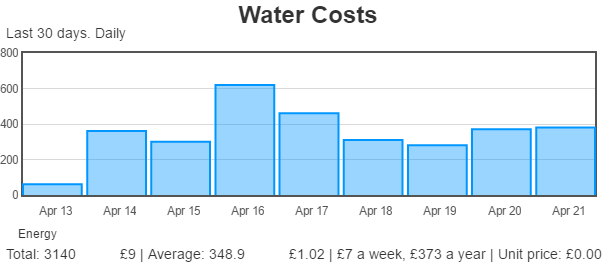 Water Costs
Last 30 days. Daily
800
600
400
200
0
Apr 13 Apr 14 Apr 15 Apr 16 Apr 17 Apr 18 Apr 19 Apr 20 Apr 21
Energy
Total: 3140 £9 | Average: 348.9 £1.02 | £7 a week, £373 a year | Unit price: £0.00